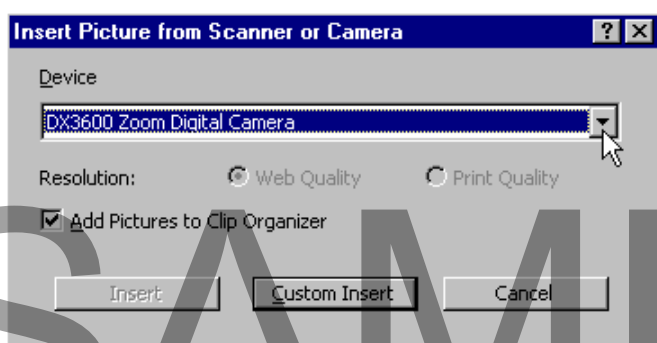 Insert Picture from Scanner or Camera
Device
DX3600 Zoom Digital Camera
Resolution: Web Quality Print Quality
Add Pictures to Clip Organizer
Insert Custom Insert Cancel